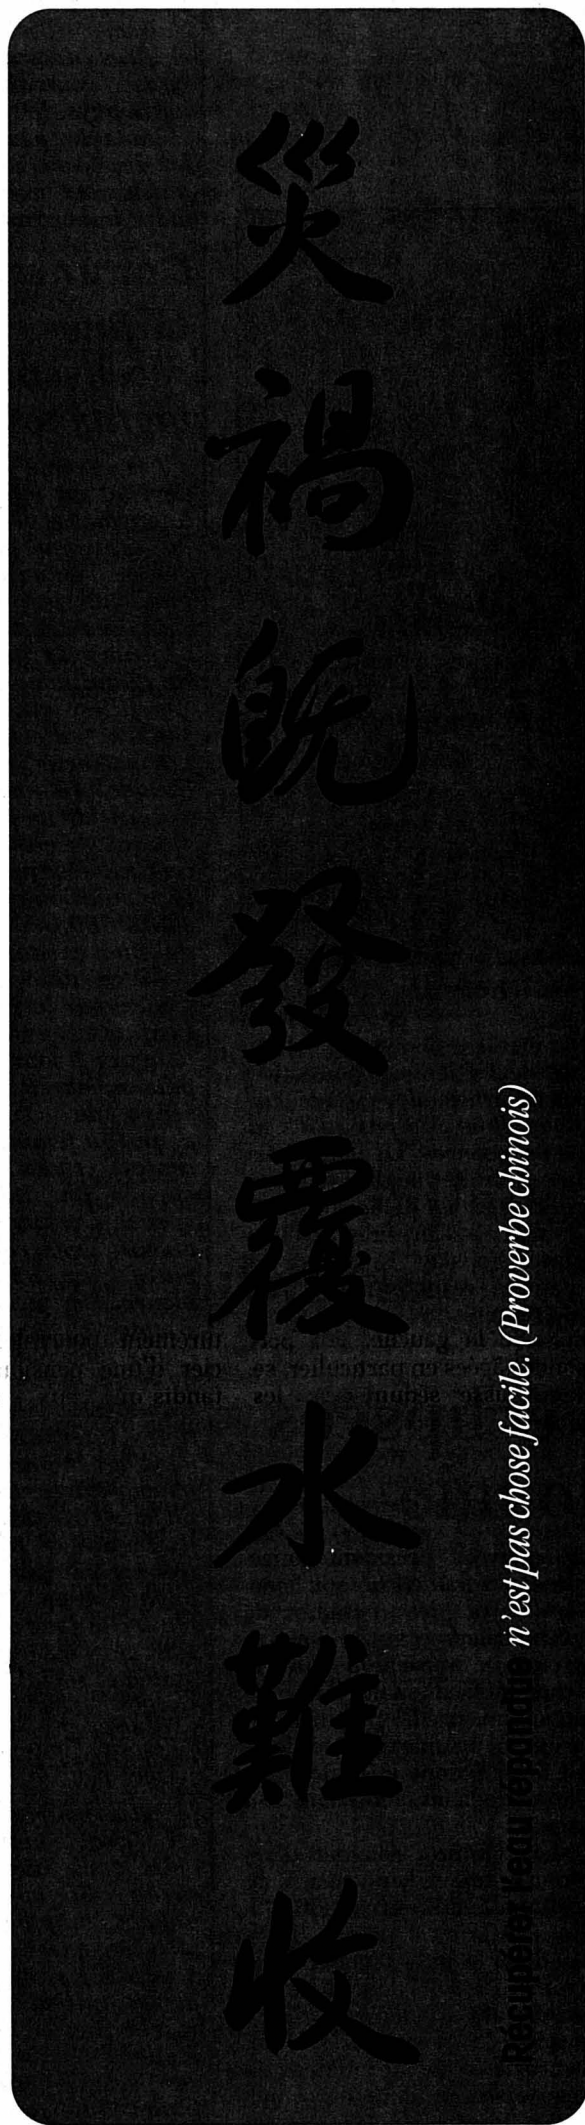 災禍既發覆水難收
Récupérer l'eau répandue n'est pas chose facile. (Proverbe chinois)